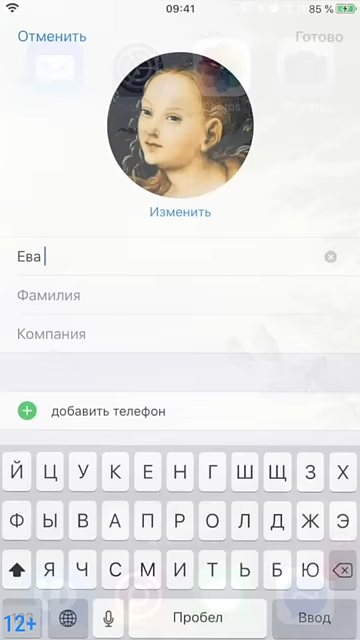 09:41
85 %
Отменить
Готово
Изменить
Ева
Фамилия
Компания
добавить телефон
Й Ц У К Е Н Г Ш Щ З Х
Ф Ы В А П Р О Л Д Ж Э
Я Ч С М И Т Ь Б Ю
12+
Пробел
Ввод